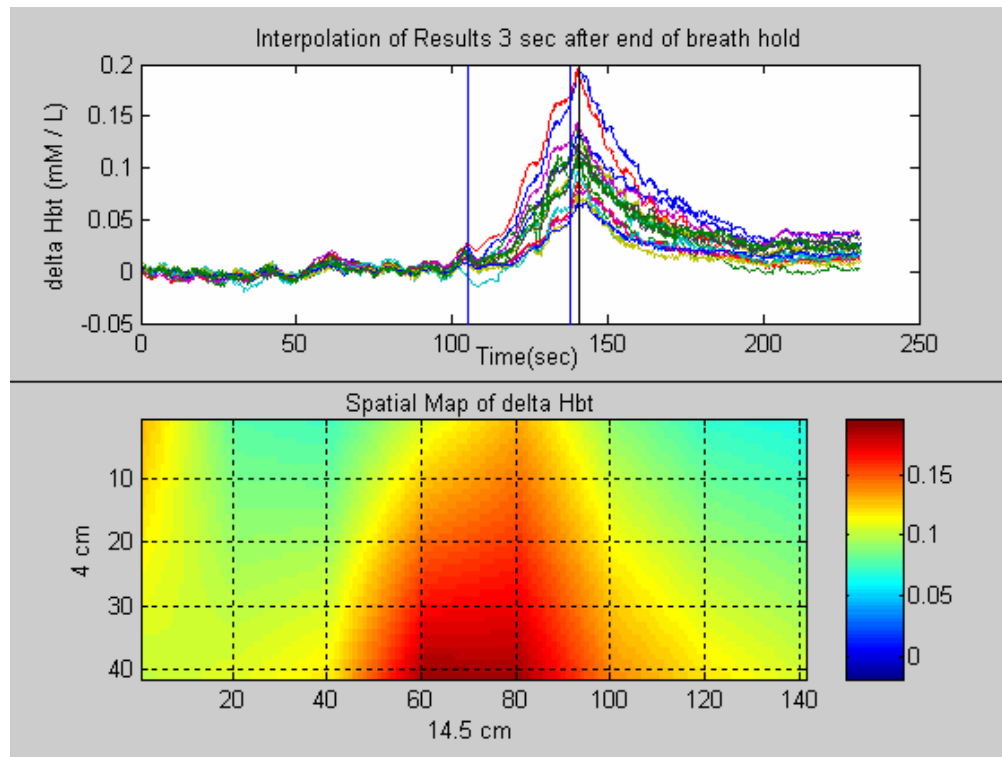 Interpolation of Results 3 sec after end of breath hold
delta Hbt (mM / L)
0.2
0.15
0.1
0.05
0
-0.05
0 50 100 150 200 250
Time(sec)
Spatial Map of delta Hbt
4 cm
10
20
30
40
20 40 60 80 100 120 140
14.5 cm
0.15
0.1
0.05
0